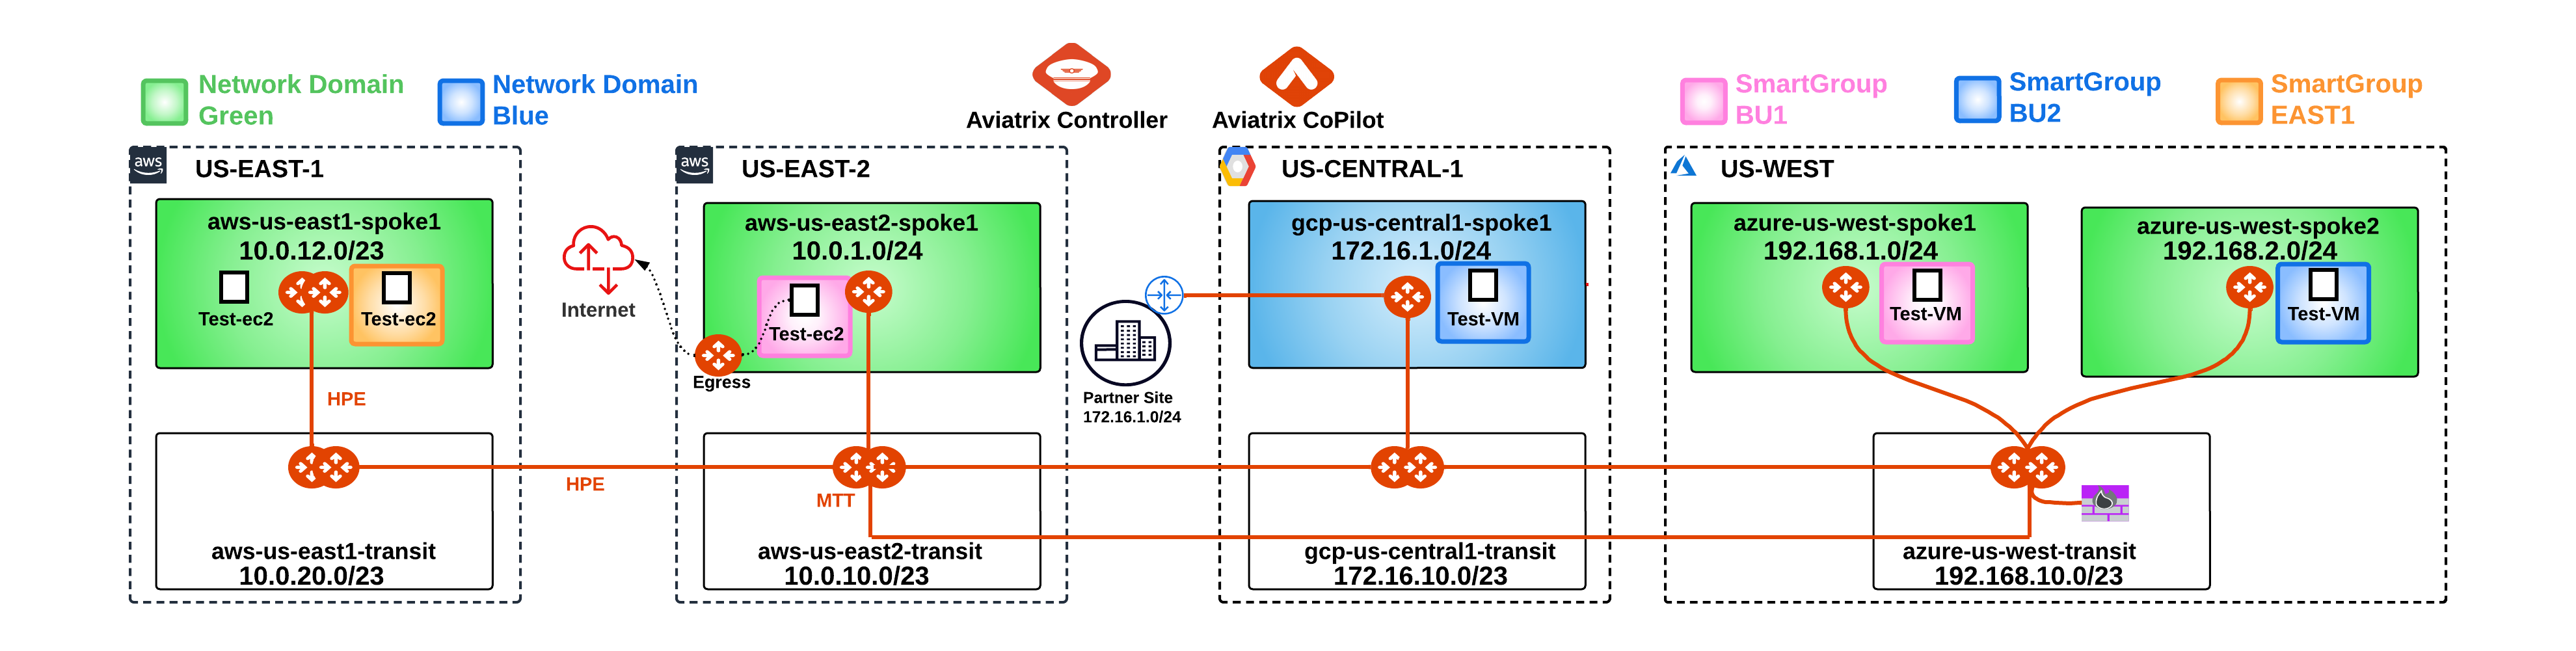 Aviatrix Controller
Aviatrix CoPilot
Network Domain
Green
Network Domain
Blue
SmartGroup
BU1
SmartGroup
BU2
SmartGroup
EAST1
aws
US-EAST-1
aws-us-east1-spoke1
10.0.12.0/23
Test-ec2
Test-ec2
HPE
aws-us-east1-transit
10.0.20.0/23
HPE
Internet
aws
US-EAST-2
aws-us-east2-spoke1
10.0.1.0/24
Test-ec2
Egress
MTT
aws-us-east2-transit
10.0.10.0/23
Partner Site
172.16.1.0/24
US-CENTRAL-1
gcp-us-central1-spoke1
172.16.1.0/24
Test-VM
gcp-us-central1-transit
172.16.10.0/23
US-WEST
azure-us-west-spoke1
192.168.1.0/24
Test-VM
azure-us-west-spoke2
192.168.2.0/24
Test-VM
azure-us-west-transit
192.168.10.0/23